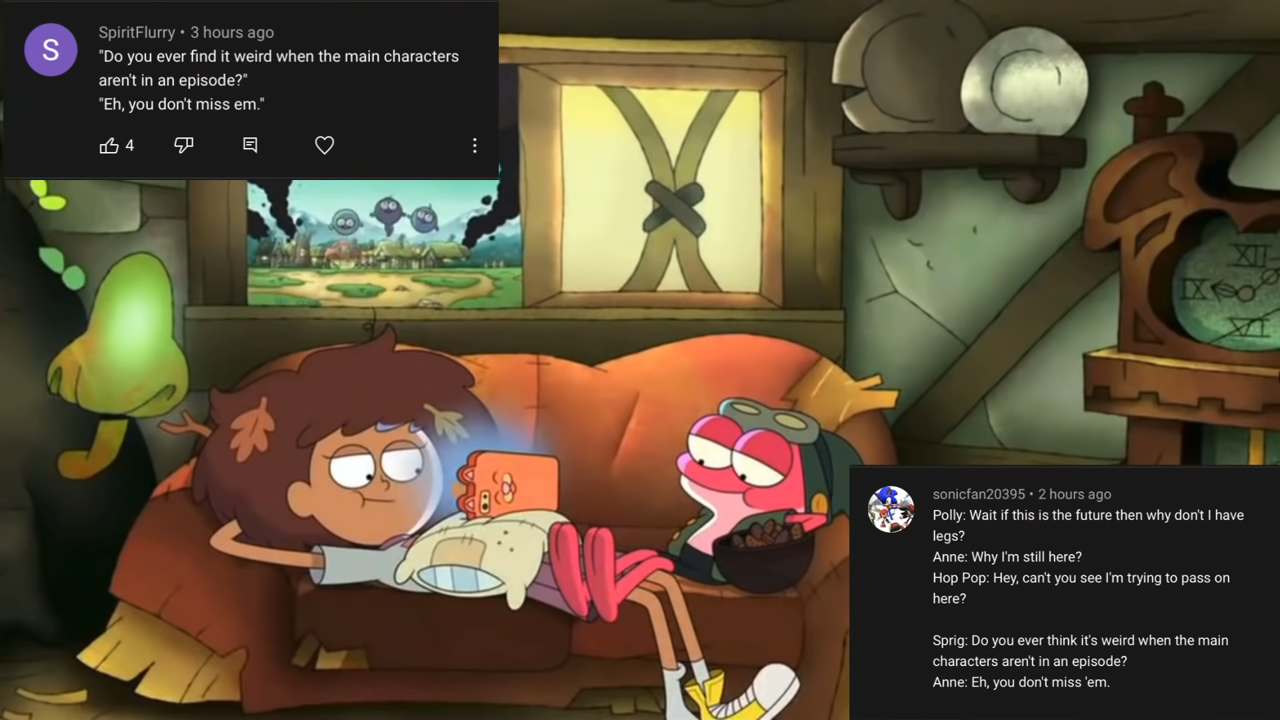 S
SpiritFlurry • 3 hours ago
"Do you ever find it weird when the main characters
aren't in an episode?"
"Eh, you don't miss em."
4
XII
IX
VI
sonicfan20395 • 2 hours ago
Polly: Wait if this is the future then why don't I have
legs?
Anne: Why I'm still here?
Hop Pop: Hey, can't you see I'm trying to pass on
here?
Sprig: Do you ever think it's weird when the main
characters aren't in an episode?
Anne: Eh, you don't miss 'em.